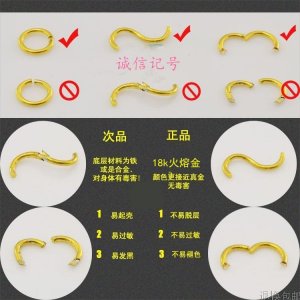 诚信记号
次品
正品
底层材料为铁
或是合金，
对身体有毒害！
18k火熔金
颜色更接近真金
无毒害
1 易起壳
1 不易脱层
2 易过敏
2 不易过敏
3 易发黑
3 不易褪色